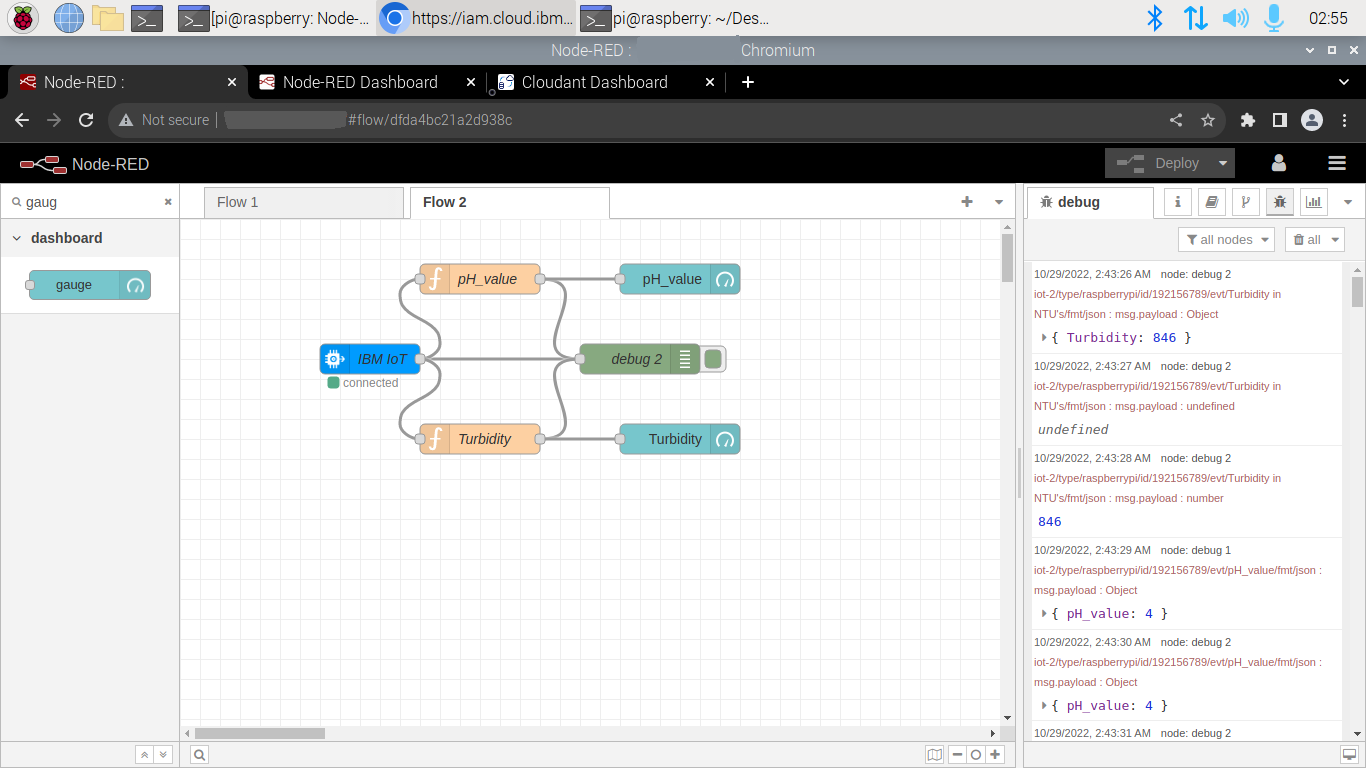 [pi@raspberry: Node-...
https://iam.cloud.ibm...
pi@raspberry: ~/Des...
02:55
Node-RED :
Chromium
Node-RED :
Node-RED Dashboard
Cloudant Dashboard
Not secure
#flow/dfda4bc21a2d938c
Node-RED
Deploy
gaug
Flow 1
Flow 2
debug
dashboard
all nodes
all
gauge
pH_value
pH_value
IBM IoT
connected
debug 2
Turbidity
Turbidity
10/29/2022, 2:43:26 AM node: debug 2
iot-2/type/raspberrypi/id/192156789/evt/Turbidity in
NTU's/fmt/json : msg.payload : Object
{ Turbidity: 846 }
10/29/2022, 2:43:27 AM node: debug 2
iot-2/type/raspberrypi/id/192156789/evt/Turbidity in
NTU's/fmt/json : msg.payload : undefined
undefined
10/29/2022, 2:43:28 AM node: debug 2
iot-2/type/raspberrypi/id/192156789/evt/Turbidity in
NTU's/fmt/json : msg.payload : number
846
10/29/2022, 2:43:29 AM node: debug 1
iot-2/type/raspberrypi/id/192156789/evt/pH_value/fmt/json :
msg.payload : Object
{ pH_value: 4 }
10/29/2022, 2:43:30 AM node: debug 2
iot-2/type/raspberrypi/id/192156789/evt/pH_value/fmt/json :
msg.payload : Object
{ pH_value: 4 }
10/29/2022, 2:43:31 AM node: debug 2